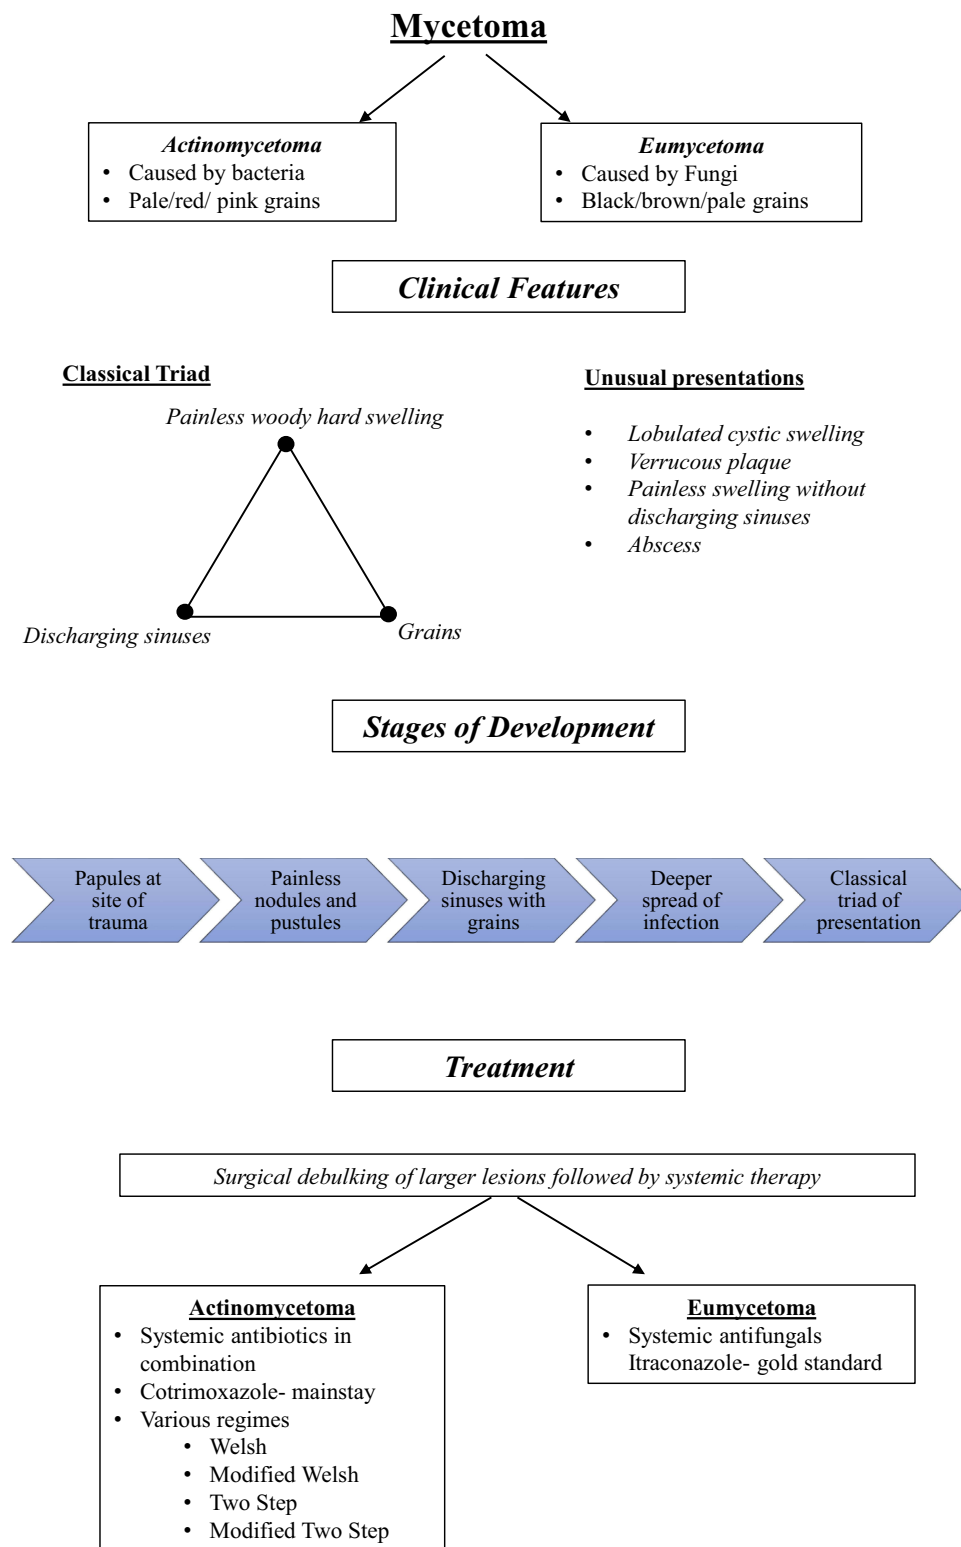 Mycetoma
Actinomycetoma
• Caused by bacteria
• Pale/red/ pink grains
Eumycetoma
• Caused by Fungi
• Black/brown/pale grains
Clinical Features
Classical Triad
Painless woody hard swelling
Discharging sinuses
Grains
Unusual presentations
• Lobulated cystic swelling
• Verrucous plaque
• Painless swelling without
discharging sinuses
• Abscess
Stages of Development
Papules at
site of
trauma
Painless
nodules and
pustules
Discharging
sinuses with
grains
Deeper
spread of
infection
Classical
triad of
presentation
Treatment
Surgical debulking of larger lesions followed by systemic therapy
Actinomycetoma
• Systemic antibiotics in
combination
• Cotrimoxazole- mainstay
• Various regimes
• Welsh
• Modified Welsh
• Two Step
• Modified Two Step
Eumycetoma
• Systemic antifungals
Itraconazole- gold standard